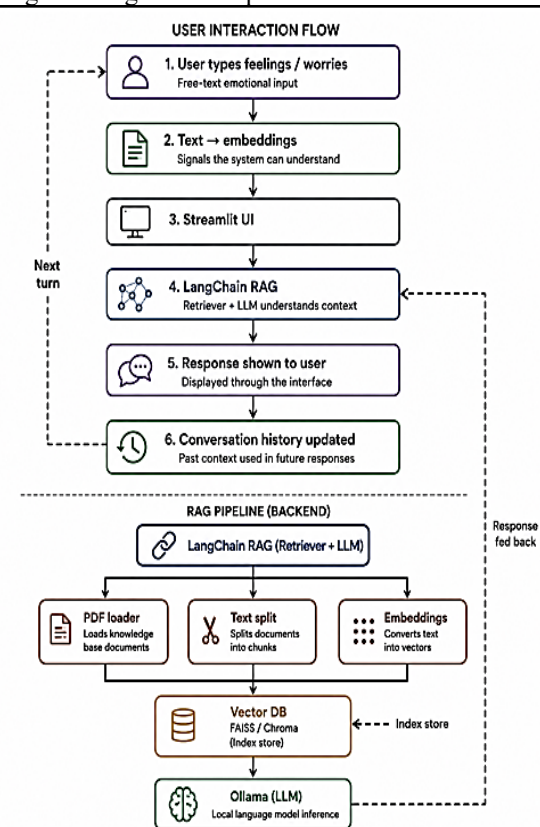 USER INTERACTION FLOW
1. User types feelings / worries
Free-text emotional input
2. Text → embeddings
Signals the system can understand
3. Streamlit UI
4. LangChain RAG
Retriever + LLM understands context
5. Response shown to user
Displayed through the interface
6. Conversation history updated
Past context used in future responses
Next
turn
RAG PIPELINE (BACKEND)
LangChain RAG (Retriever + LLM)
Response
fed back
PDF loader
Loads knowledge
base documents
Text split
Splits documents
into chunks
Embeddings
Converts text
into vectors
Vector DB
FAISS / Chroma
(Index store)
Index store
Ollama (LLM)
Local language model inference